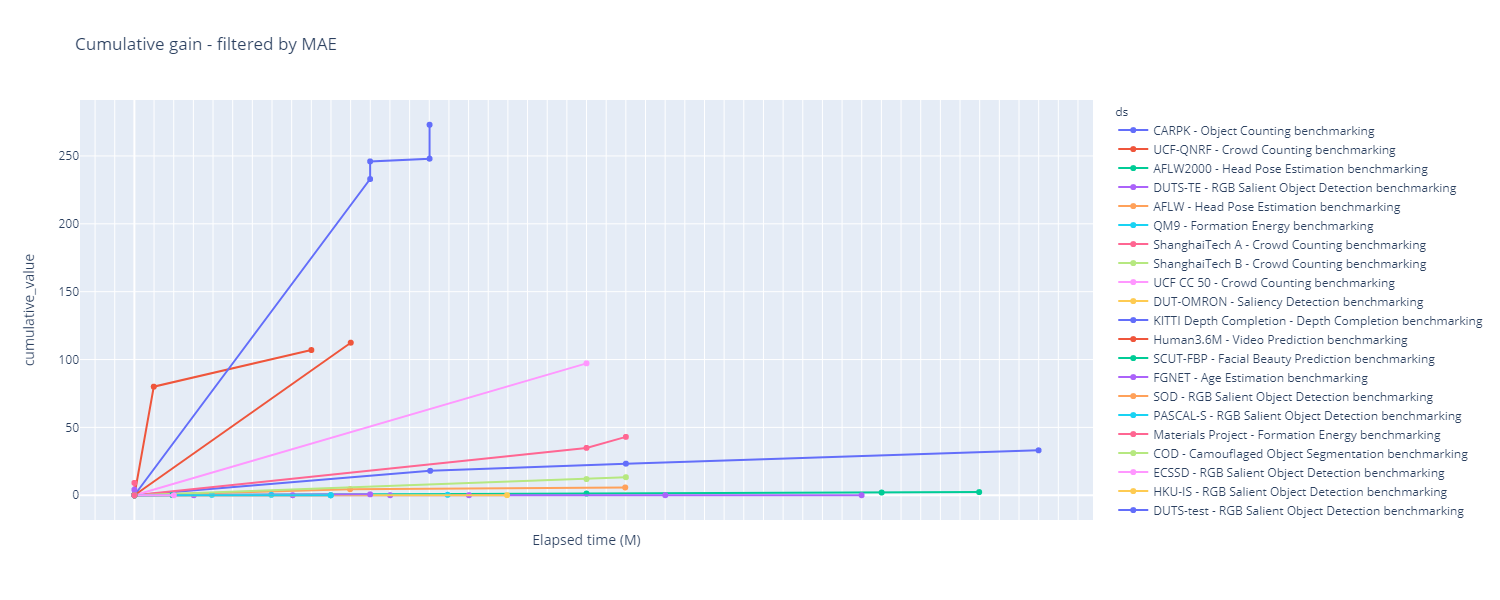 Cumulative gain - filtered by MAE
cumulative_value
250
200
150
100
50
0
Elapsed time (M)
ds
CARPK - Object Counting benchmarking
UCF-QNRF - Crowd Counting benchmarking
AFLW2000 - Head Pose Estimation benchmarking
DUTS-TE - RGB Salient Object Detection benchmarking
AFLW - Head Pose Estimation benchmarking
QM9 - Formation Energy benchmarking
ShanghaiTech A - Crowd Counting benchmarking
ShanghaiTech B - Crowd Counting benchmarking
UCF CC 50 - Crowd Counting benchmarking
DUT-OMRON - Saliency Detection benchmarking
KITTI Depth Completion - Depth Completion benchmarking
Human3.6M - Video Prediction benchmarking
SCUT-FBP - Facial Beauty Prediction benchmarking
FGNET - Age Estimation benchmarking
SOD - RGB Salient Object Detection benchmarking
PASCAL-S - RGB Salient Object Detection benchmarking
Materials Project - Formation Energy benchmarking
COD - Camouflaged Object Segmentation benchmarking
ECSSD - RGB Salient Object Detection benchmarking
HKU-IS - RGB Salient Object Detection benchmarking
DUTS-test - RGB Salient Object Detection benchmarking